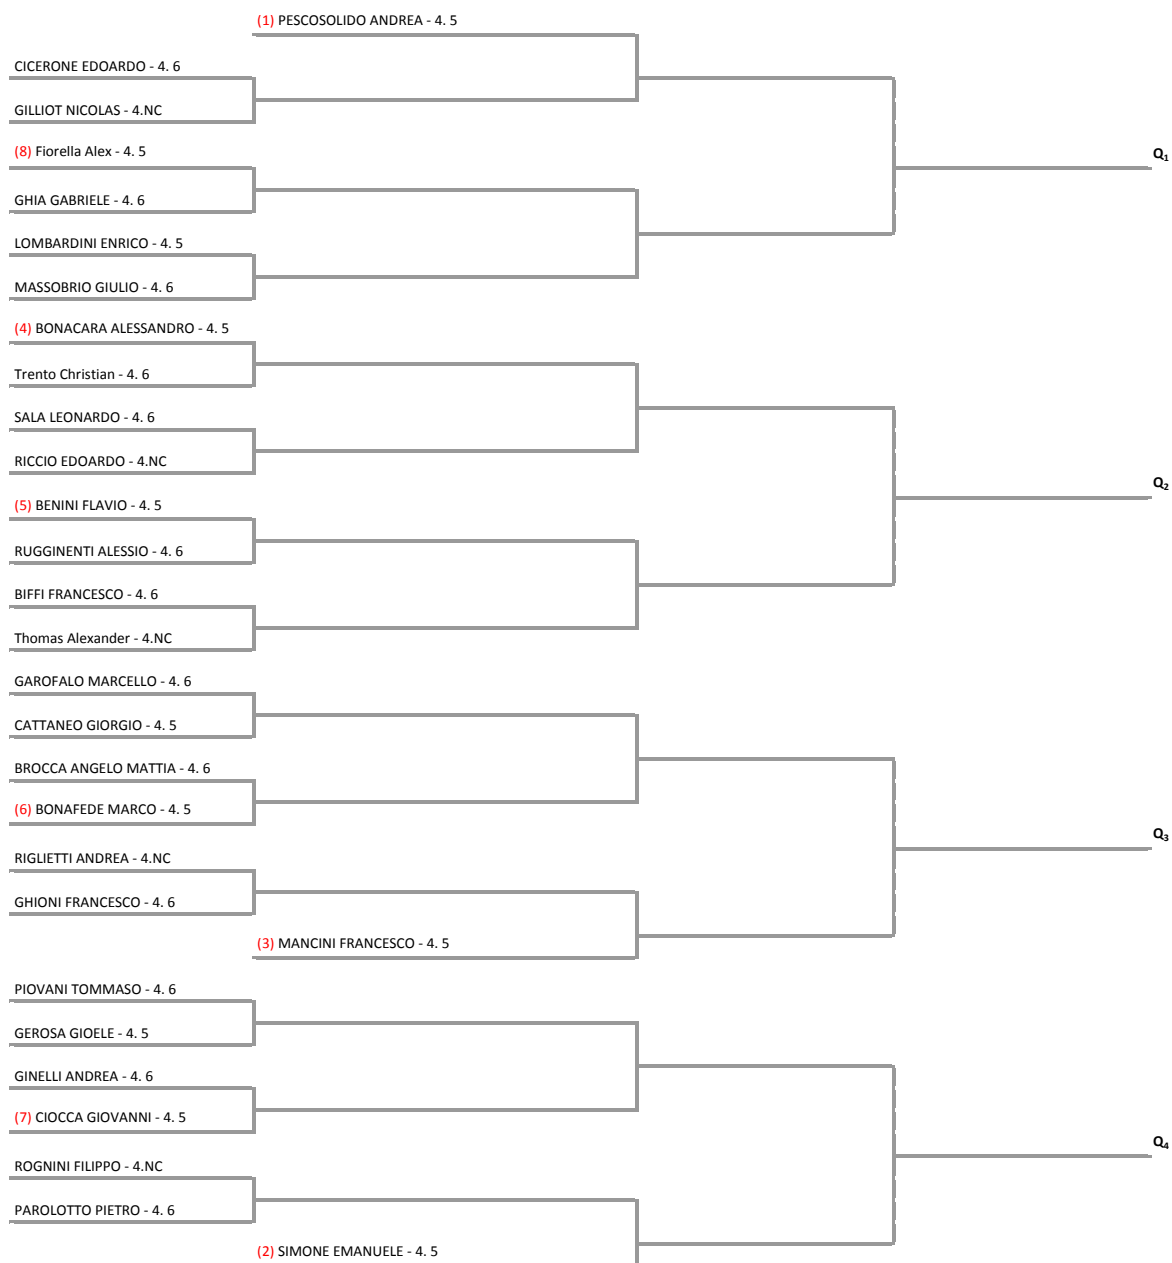 (1) PESCOSOLIDO ANDREA - 4. 5
CICERONE EDOARDO - 4. 6
GILLIOT NICOLAS - 4.NC
(8) Fiorella Alex - 4. 5
Q₁
GHIA GABRIELE - 4. 6
LOMBARDINI ENRICO - 4. 5
MASSOBRIO GIULIO - 4. 6
(4) BONACARA ALESSANDRO - 4. 5
Trento Christian - 4. 6
SALA LEONARDO - 4. 6
RICCIO EDOARDO - 4.NC
Q₂
(5) BENINI FLAVIO - 4. 5
RUGGINENTI ALESSIO - 4. 6
BIFFI FRANCESCO - 4. 6
Thomas Alexander - 4.NC
GAROFALO MARCELLO - 4. 6
CATTANEO GIORGIO - 4. 5
BROCCA ANGELO MATTIA - 4. 6
(6) BONAFEDE MARCO - 4. 5
Q₃
RIGLIETTI ANDREA - 4.NC
GHIONI FRANCESCO - 4. 6
(3) MANCINI FRANCESCO - 4. 5
PIOVANI TOMMASO - 4. 6
GEROSA GIOELE - 4. 5
GINELLI ANDREA - 4. 6
(7) CIOCCA GIOVANNI - 4. 5
Q₄
ROGNINI FILIPPO - 4.NC
PAROLOTTO PIETRO - 4. 6
(2) SIMONE EMANUELE - 4. 5